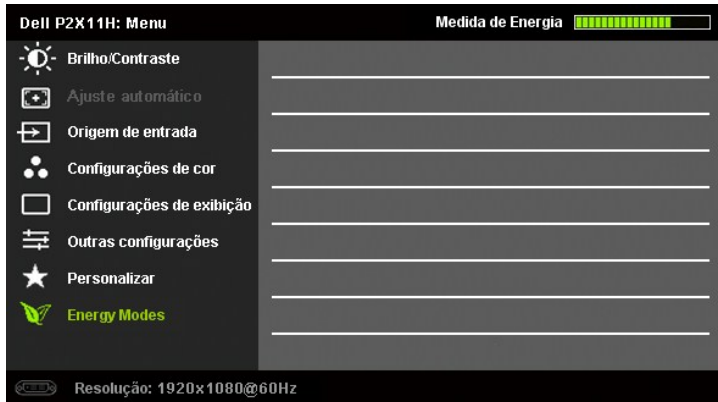 Dell P2X11H: Menu Medida de Energia
Brilho/Contraste
Ajuste automático
Origem de entrada
Configurações de cor
Configurações de exibição
Outras configurações
Personalizar
Energy Modes
Resolução: 1920x1080@60Hz